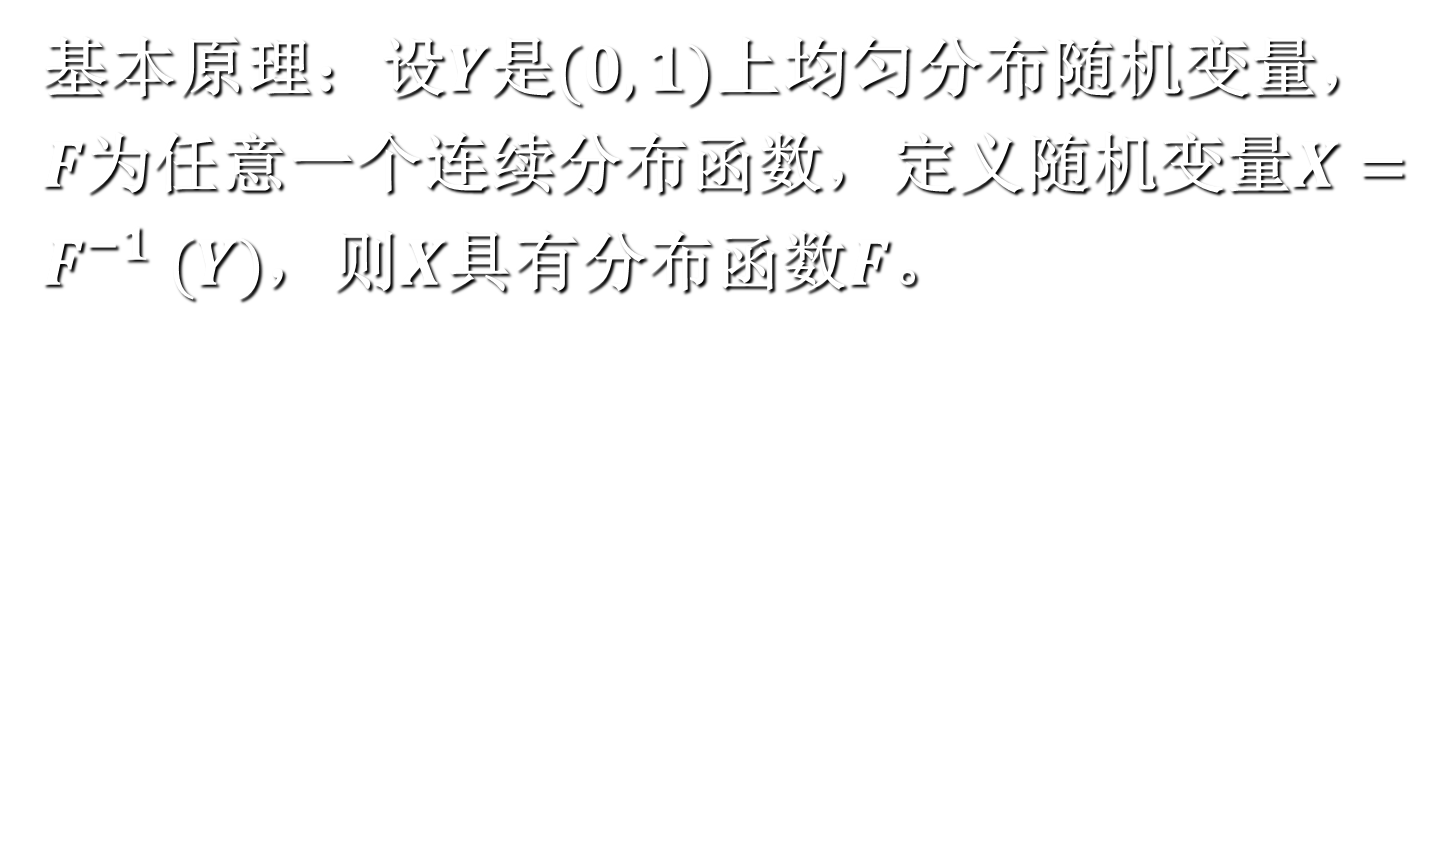 基本原理：设Y是(0,1)上均匀分布随机变量，
F为任意一个连续分布函数，定义随机变量X =
F⁻¹ (Y)，则X具有分布函数F。